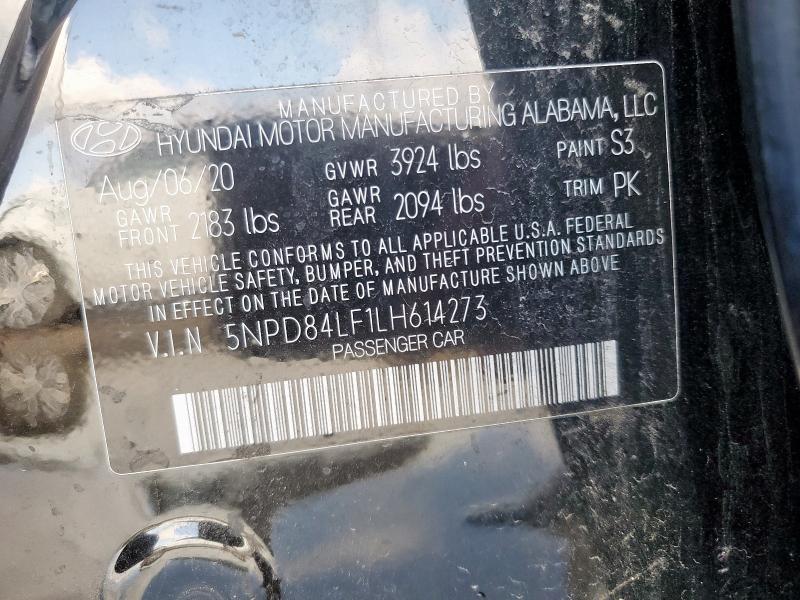 MANUFACTURED BY
HYUNDAI MOTOR MANUFACTURING ALABAMA, LLC
Aug/06/20 GVWR 3924 lbs PAINT S3
GAWR FRONT 2183 lbs GAWR REAR 2094 lbs TRIM PK
THIS VEHICLE CONFORMS TO ALL APPLICABLE U.S.A. FEDERAL
MOTOR VEHICLE SAFETY, BUMPER, AND THEFT PREVENTION STANDARDS
IN EFFECT ON THE DATE OF MANUFACTURE SHOWN ABOVE
V.I.N 5NPD84LF1LH614273
PASSENGER CAR